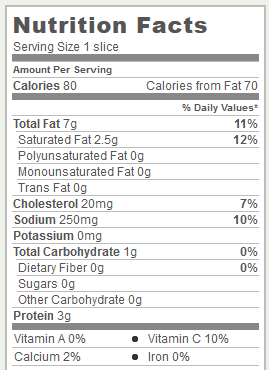 Nutrition Facts
Serving Size 1 slice
Amount Per Serving
Calories 80 Calories from Fat 70
% Daily Values*
Total Fat 7g 11%
Saturated Fat 2.5g 12%
Polyunsaturated Fat 0g
Monounsaturated Fat 0g
Trans Fat 0g
Cholesterol 20mg 7%
Sodium 250mg 10%
Potassium 0mg
Total Carbohydrate 1g 0%
Dietary Fiber 0g 0%
Sugars 0g
Other Carbohydrate 0g
Protein 3g
Vitamin A 0% ● Vitamin C 10%
Calcium 2% ● Iron 0%